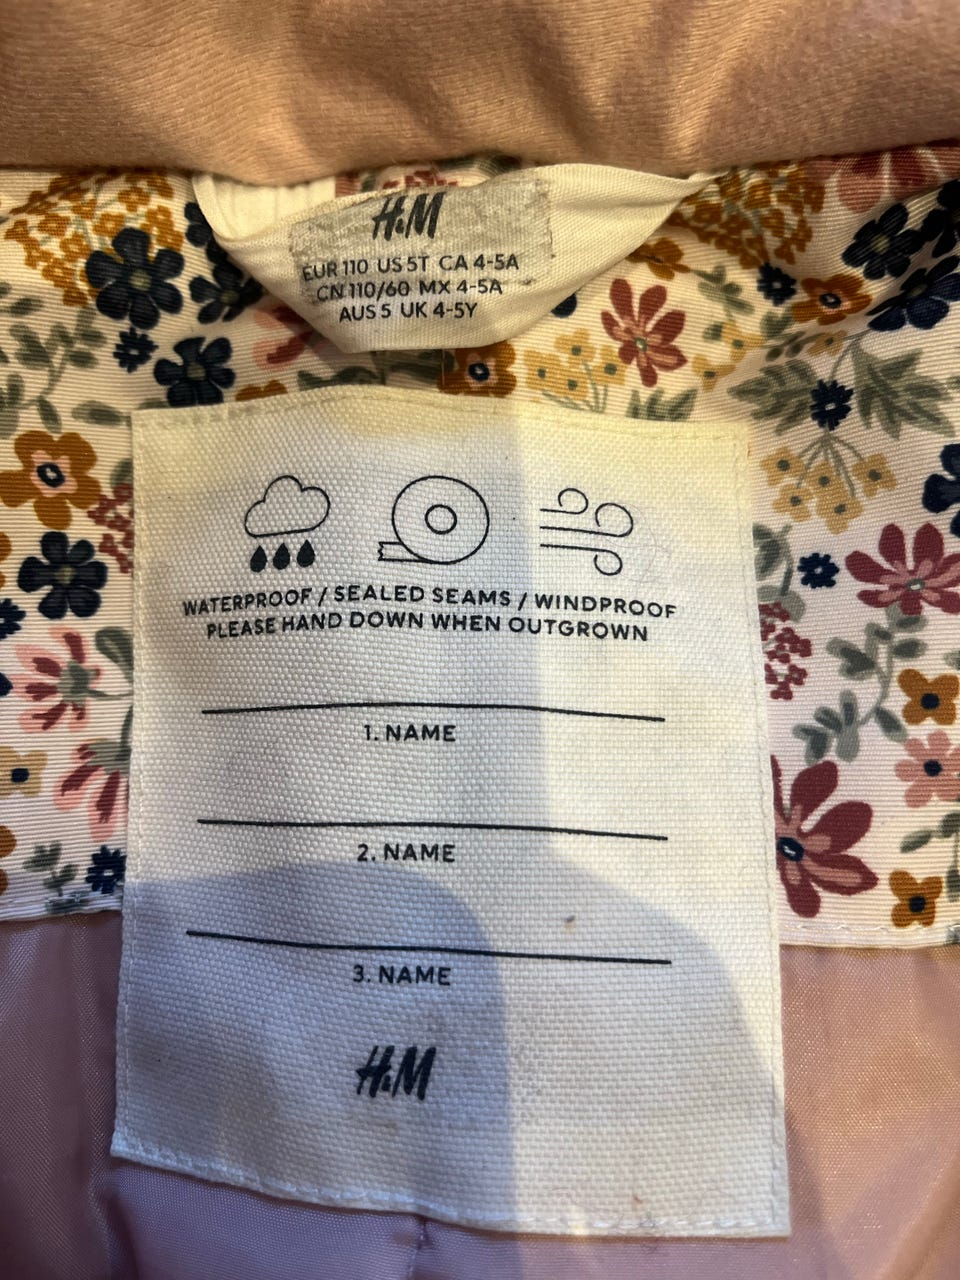 H&M
EUR 110 US 5T CA 4-5A
CN 110/60 MX 4-5A
AUS 5 UK 4-5Y
WATERPROOF / SEALED SEAMS / WINDPROOF
PLEASE HAND DOWN WHEN OUTGROWN
1. NAME
2. NAME
3. NAME
H&M